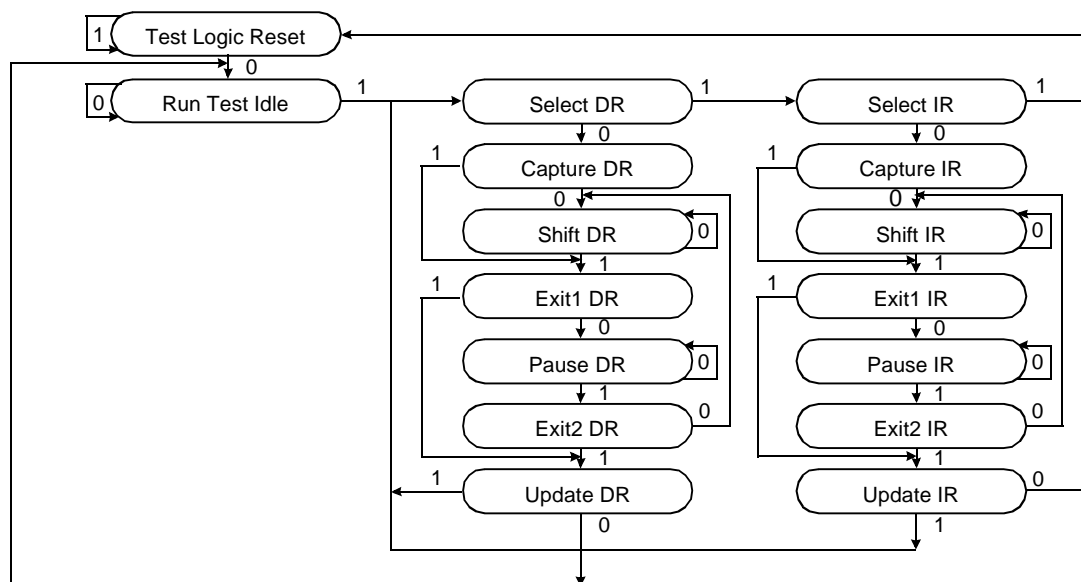 1 Test Logic Reset
0
0 Run Test Idle 1 Select DR 1 Select IR 1
0 0
1 Capture DR 1 Capture IR
0 0
Shift DR 0 Shift IR 0
1 1
1 Exit1 DR 1 Exit1 IR
0 0
Pause DR 0 Pause IR 0
1 1
Exit2 DR 0 Exit2 IR 0
1 1
1 Update DR Update IR 0
0 1